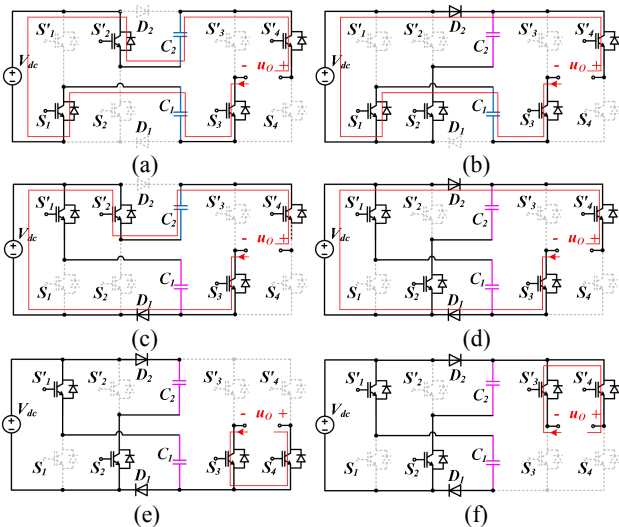 S'1 S'2 D2 C2 S'3 S'4
Vdc - uo +
S1 S2 D1 C1 S3 S4
(a)
S'1 S'2 D2 C2 S'3 S'4
Vdc - uo +
S1 S2 D1 C1 S3 S4
(b)
S'1 S'2 D2 C2 S'3 S'4
Vdc - uo +
S1 S2 D1 C1 S3 S4
(c)
S'1 S'2 D2 C2 S'3 S'4
Vdc - uo +
S1 S2 D1 C1 S3 S4
(d)
S'1 S'2 D2 C2 S'3 S'4
Vdc - uo +
S1 S2 D1 C1 S3 S4
(e)
S'1 S'2 D2 C2 S'3 S'4
Vdc - uo +
S1 S2 D1 C1 S3 S4
(f)